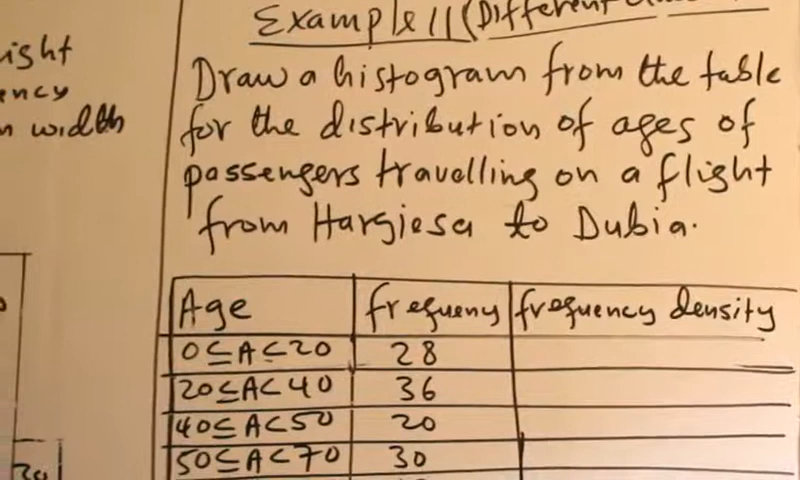 ight
ency
n width
Example 11 (Different
Draw a histogram from the table
for the distribution of ages of
passengers travelling on a flight
from Hargiesa to Dubia.
Age frequeny frequency density
0≤A<20 28
20≤A<40 36
40≤A<50 20
50≤A<70 30
30